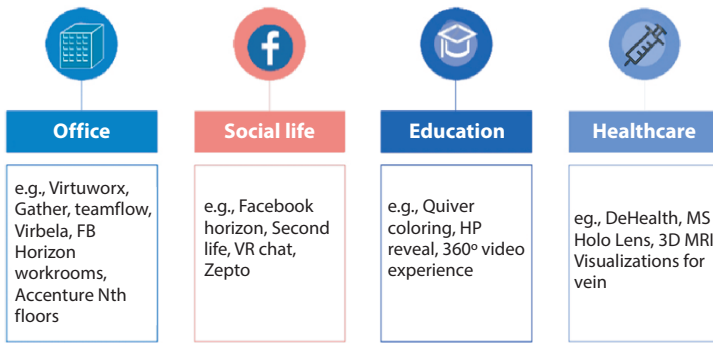 Office
Social life
Education
Healthcare
e.g., Virtuworx,
Gather, teamflow,
Virbela, FB
Horizon
workrooms,
Accenture Nth
floors
e.g., Facebook
horizon, Second
life, VR chat,
Zepto
e.g., Quiver
coloring, HP
reveal, 360º video
experience
eg., DeHealth, MS
Holo Lens, 3D MRI
Visualizations for
vein